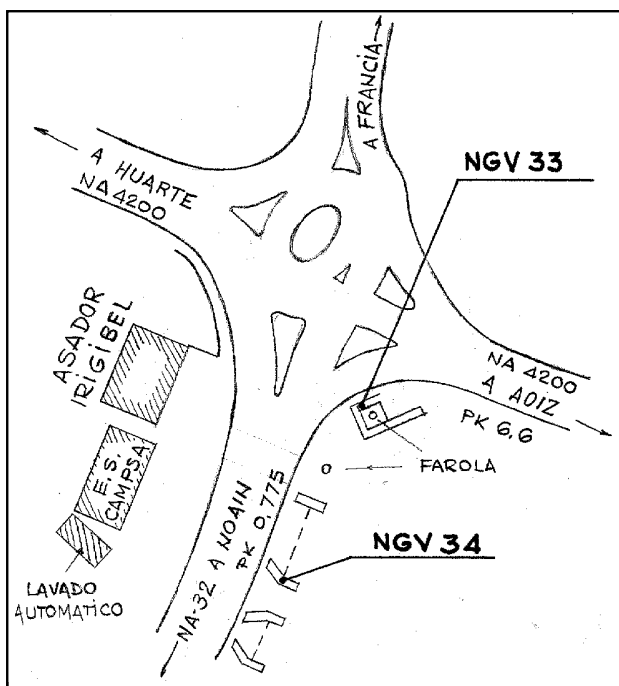 A FRANCIA
NGV 33
A HUARTE
NA 4200
ASADOR
IRIGIBEL
NA 4200
A AOIZ
PK 6,6
E.S.
CAMPSA
FAROLA
NA-32 A NOAIN
PK 0,775
NGV 34
LAVADO
AUTOMATICO